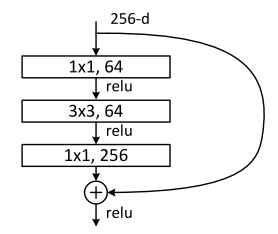 256-d
1x1, 64
relu
3x3, 64
relu
1x1, 256
+
relu